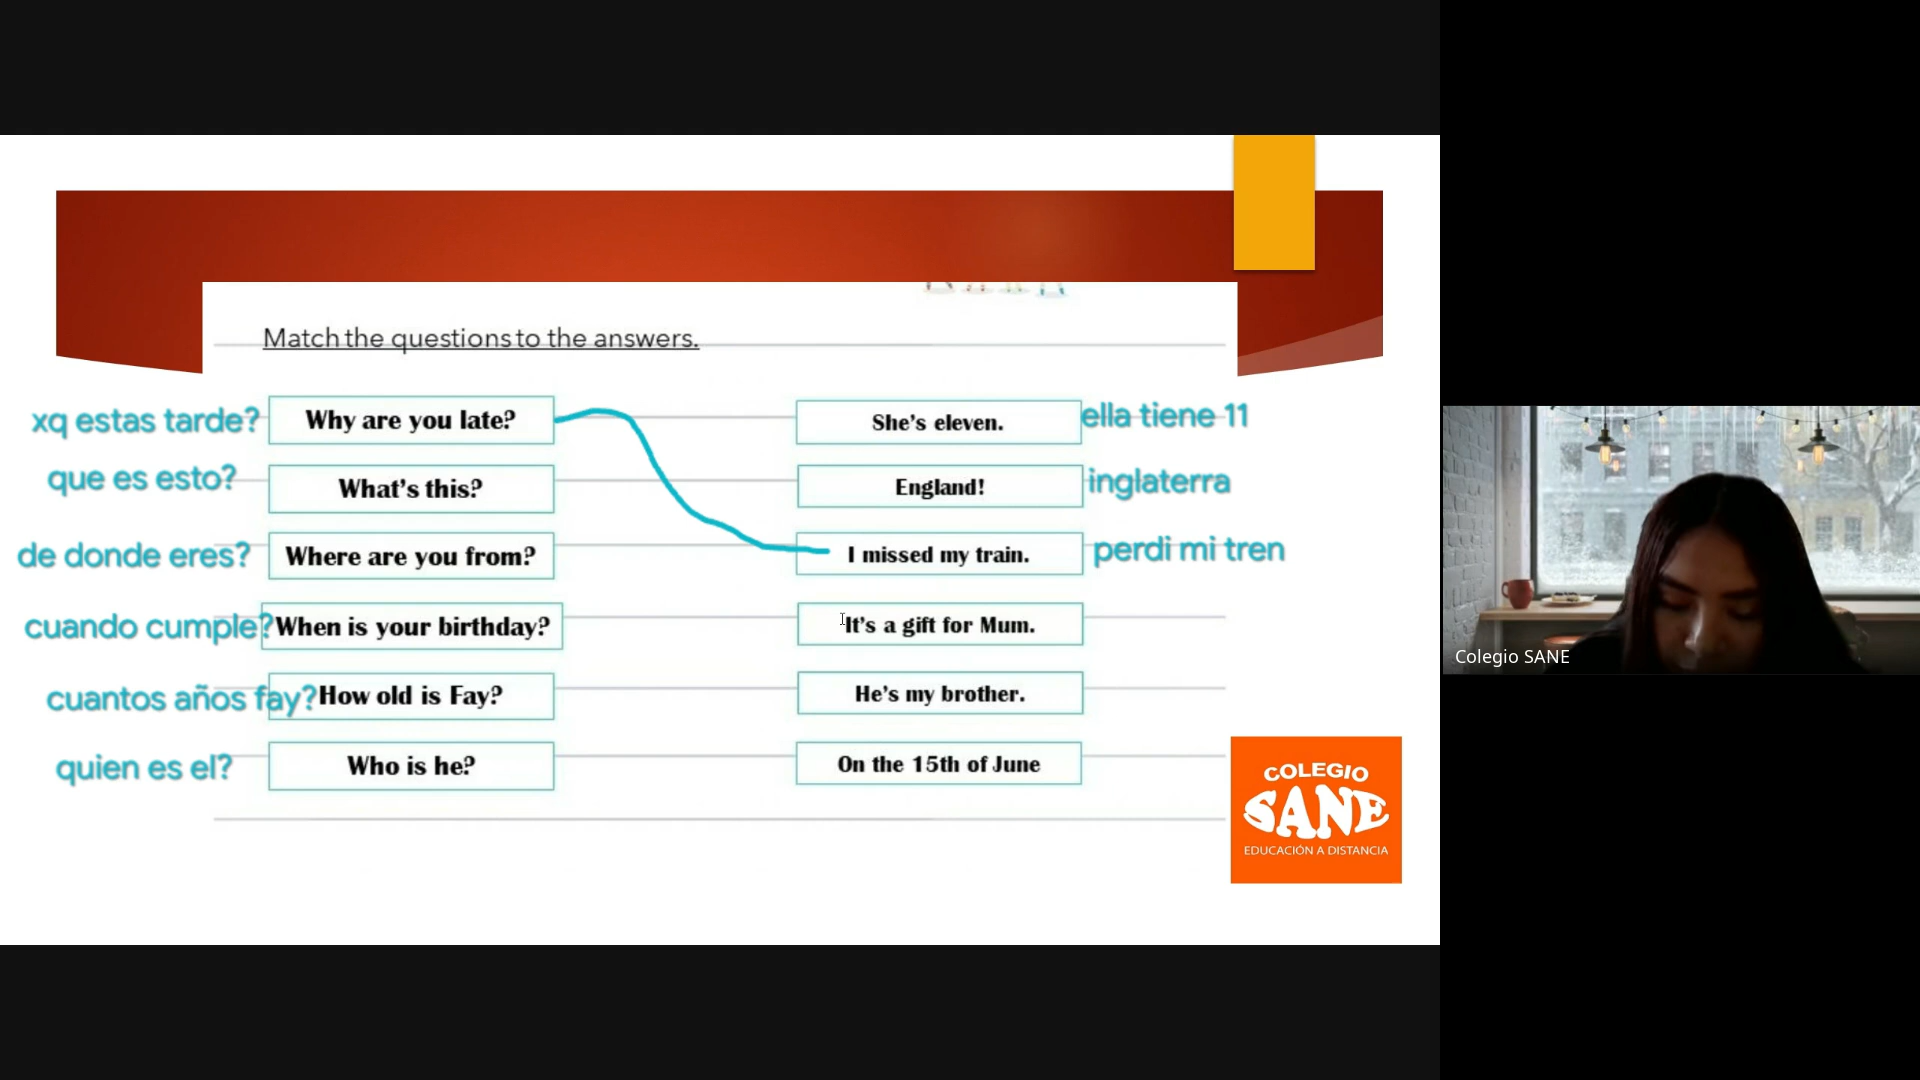 Match the questions to the answers.
xq estas tarde? Why are you late? She's eleven. ella tiene 11
que es esto? What's this? England! inglaterra
de donde eres? Where are you from? I missed my train. perdi mi tren
cuando cumple? When is your birthday? It's a gift for Mum.
cuantos años fay? How old is Fay? He's my brother.
quien es el? Who is he? On the 15th of June
COLEGIO
SANE
EDUCACIÓN A DISTANCIA
Colegio SANE